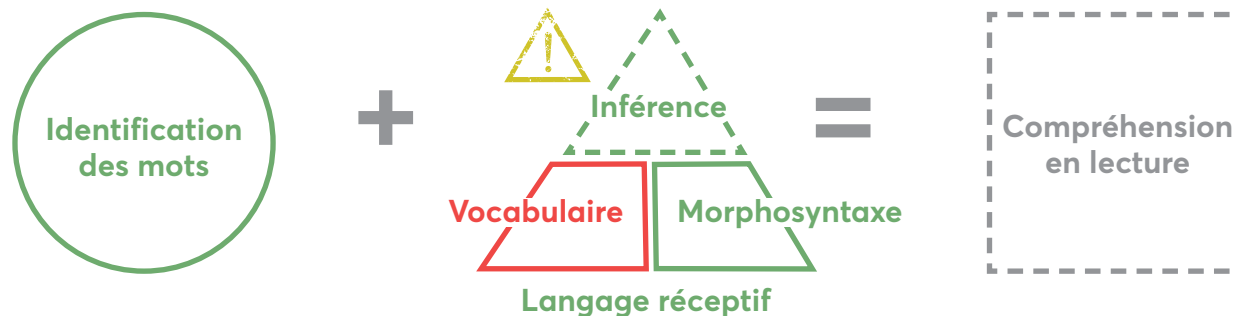 Identification
des mots
+
!
Inférence
Vocabulaire
Morphosyntaxe
Langage réceptif
=
Compréhension
en lecture